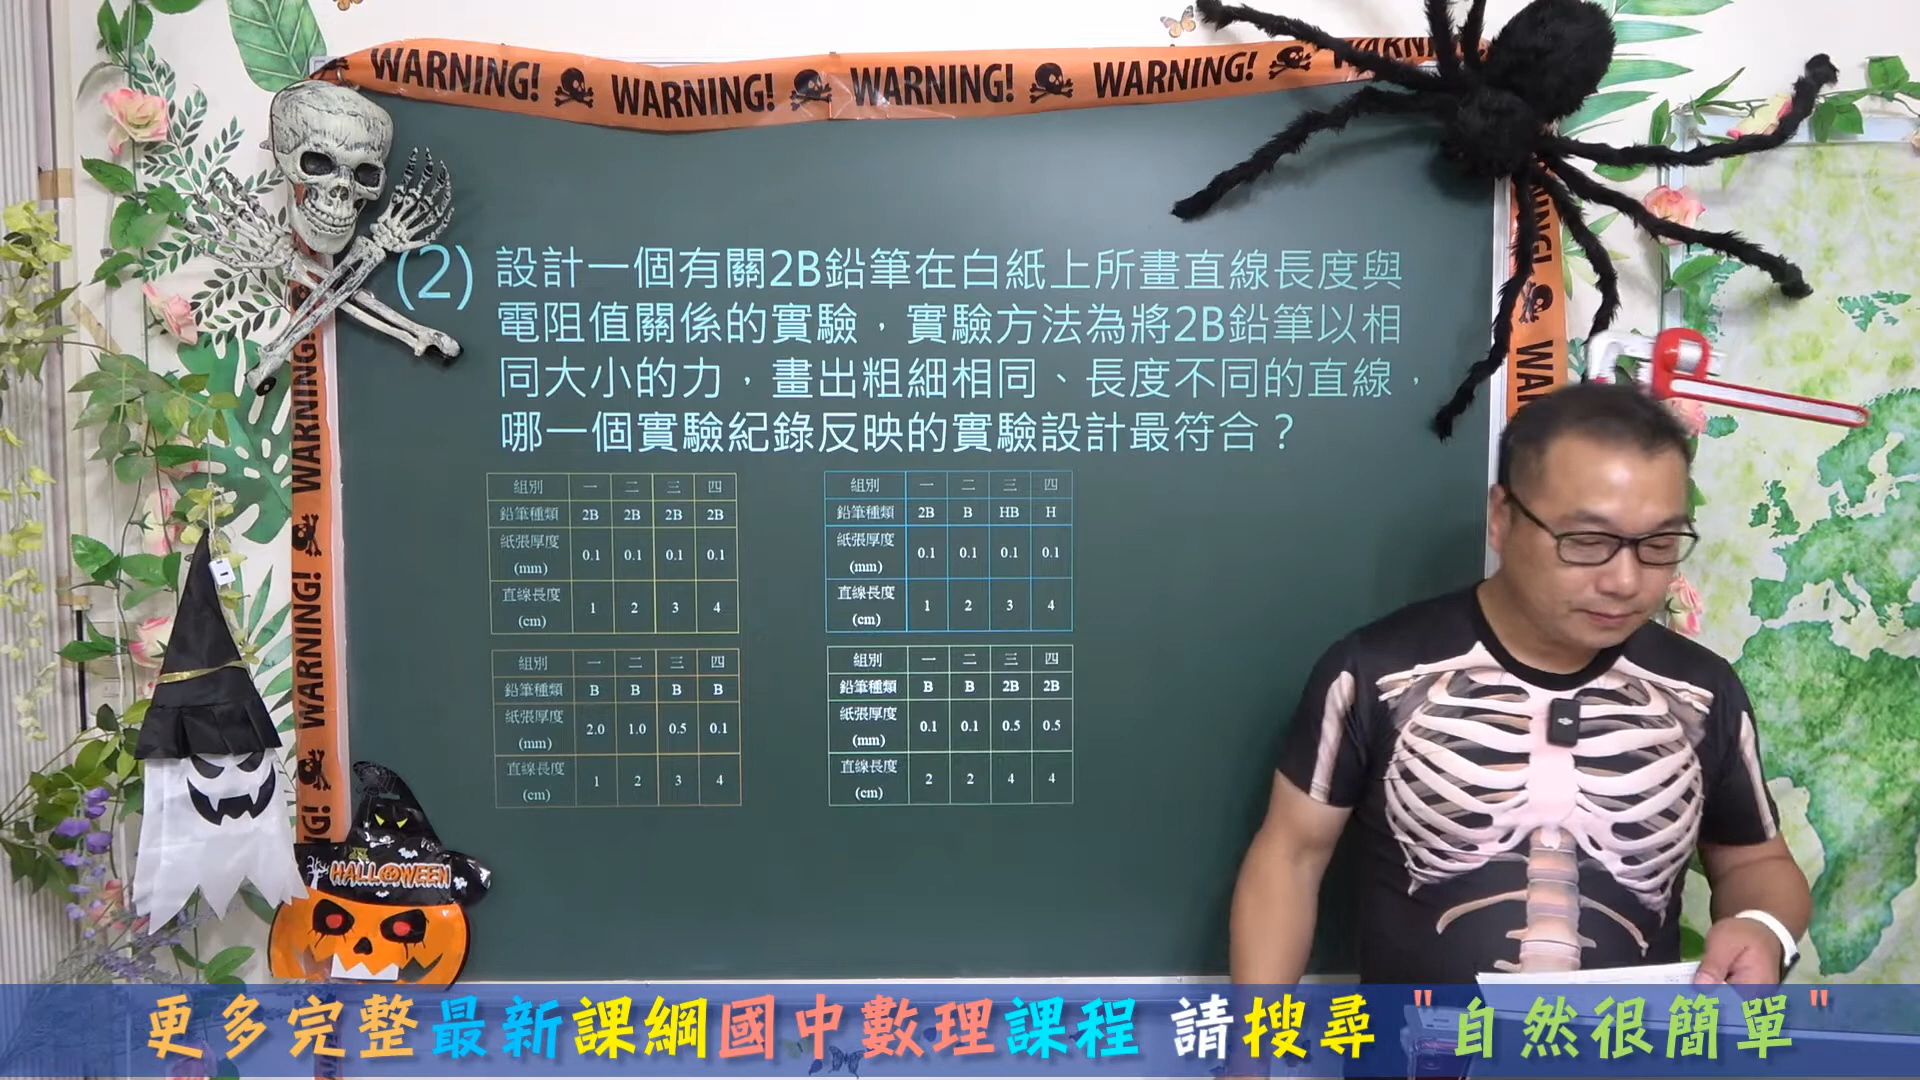 WARNING! WARNING! WARNING! WARNING! WARNING!
(2) 設計一個有關2B鉛筆在白紙上所畫直線長度與
電阻值關係的實驗，實驗方法為將2B鉛筆以相
同大小的力，畫出粗細相同、長度不同的直線，
哪一個實驗紀錄反映的實驗設計最符合？
組別 一 二 三 四
鉛筆種類 2B 2B 2B 2B
紙張厚度
(mm) 0.1 0.1 0.1 0.1
直線長度
(cm) 1 2 3 4
組別 一 二 三 四
鉛筆種類 2B B HB H
紙張厚度
(mm) 0.1 0.1 0.1 0.1
直線長度
(cm) 1 2 3 4
組別 一 二 三 四
鉛筆種類 B B B B
紙張厚度
(mm) 2.0 1.0 0.5 0.1
直線長度
(cm) 1 2 3 4
組別 一 二 三 四
鉛筆種類 B B 2B 2B
紙張厚度
(mm) 0.1 0.1 0.5 0.5
直線長度
(cm) 2 2 4 4
WARNING!
WARNING!
WARNING!
HALLOWEEN
更多完整最新課綱國中數理課程 請搜尋 "自然很簡單"